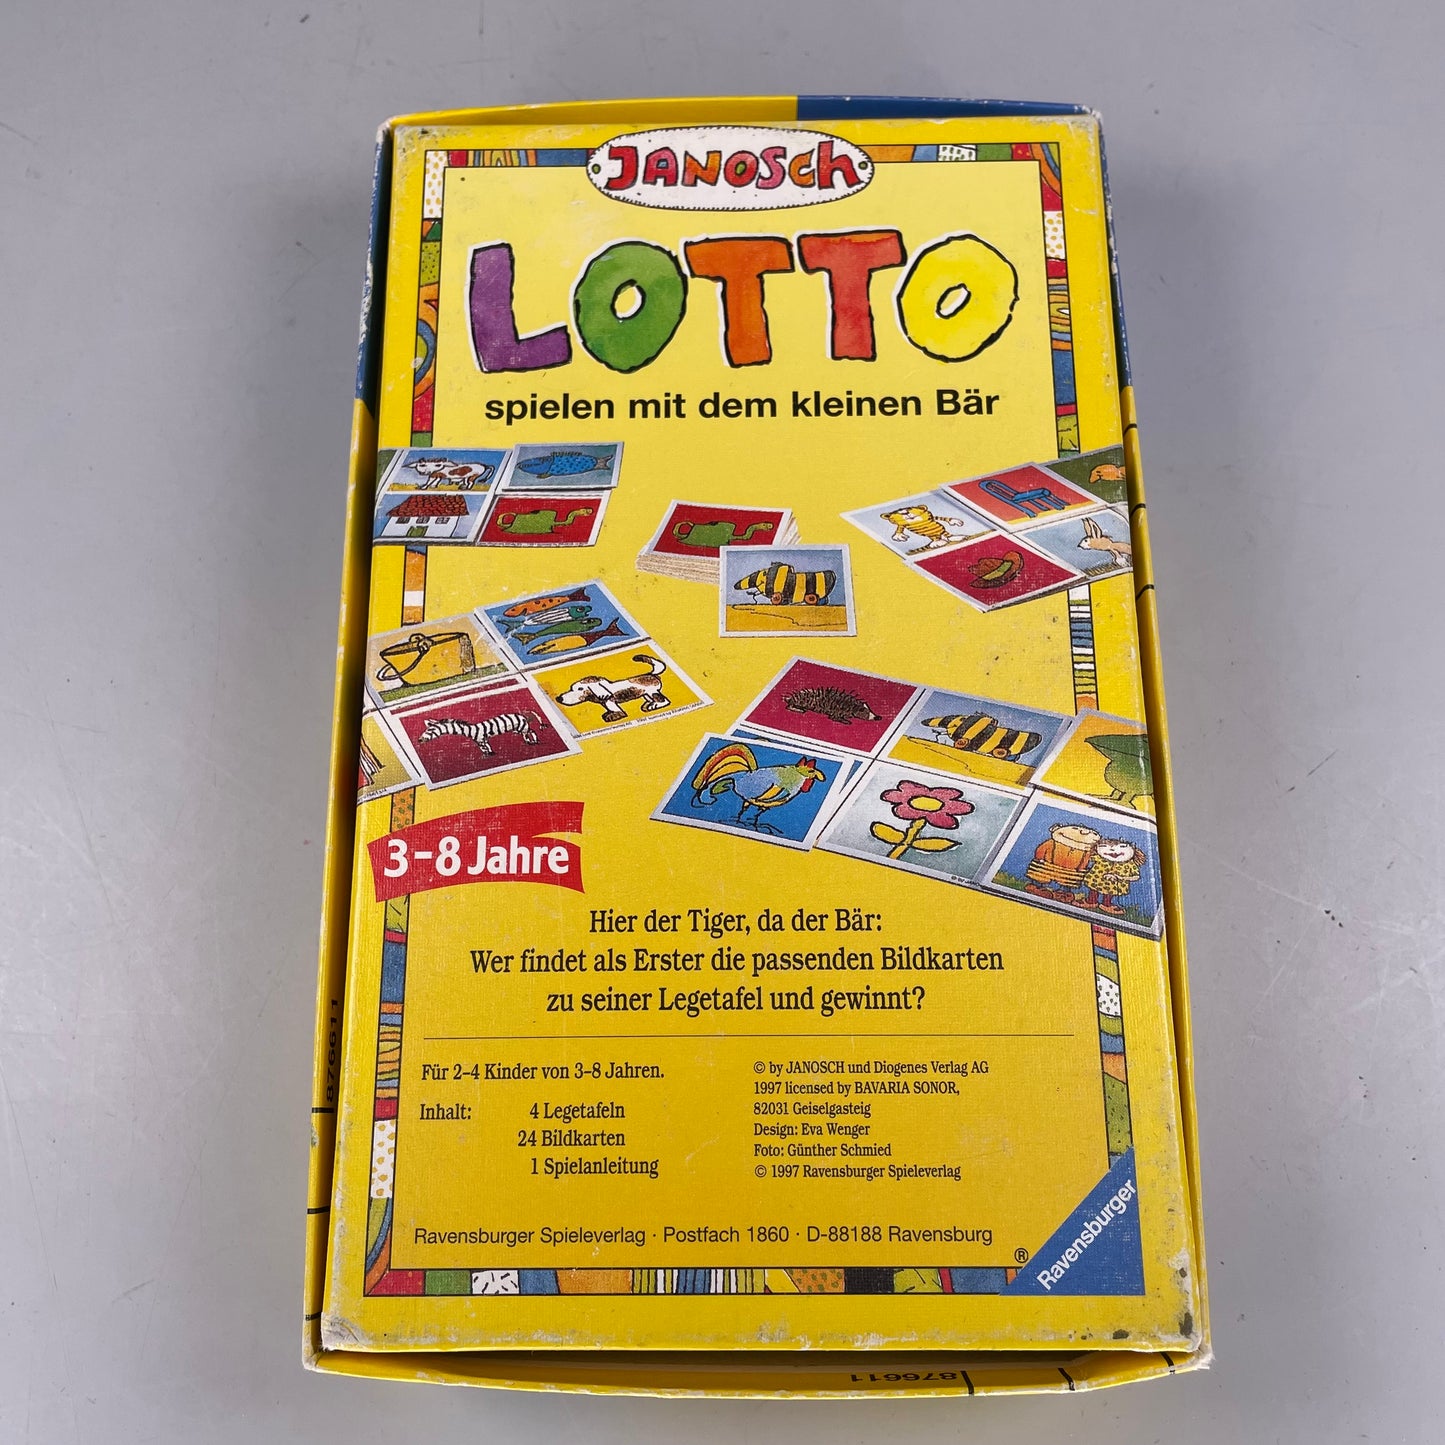 JANOSCH
LOTTO
spielen mit dem kleinen Bär
3-8 Jahre
Hier der Tiger, da der Bär:
Wer findet als Erster die passenden Bildkarten
zu seiner Legetafel und gewinnt?
Für 2-4 Kinder von 3-8 Jahren.
Inhalt: 4 Legetafeln
24 Bildkarten
1 Spielanleitung
© by JANOSCH und Diogenes Verlag AG
1997 licensed by BAVARIA SONOR,
82031 Geiselgasteig
Design: Eva Wenger
Foto: Günther Schmied
© 1997 Ravensburger Spieleverlag
Ravensburger Spieleverlag · Postfach 1860 · D-88188 Ravensburg
®
Ravensburger
876611
876611